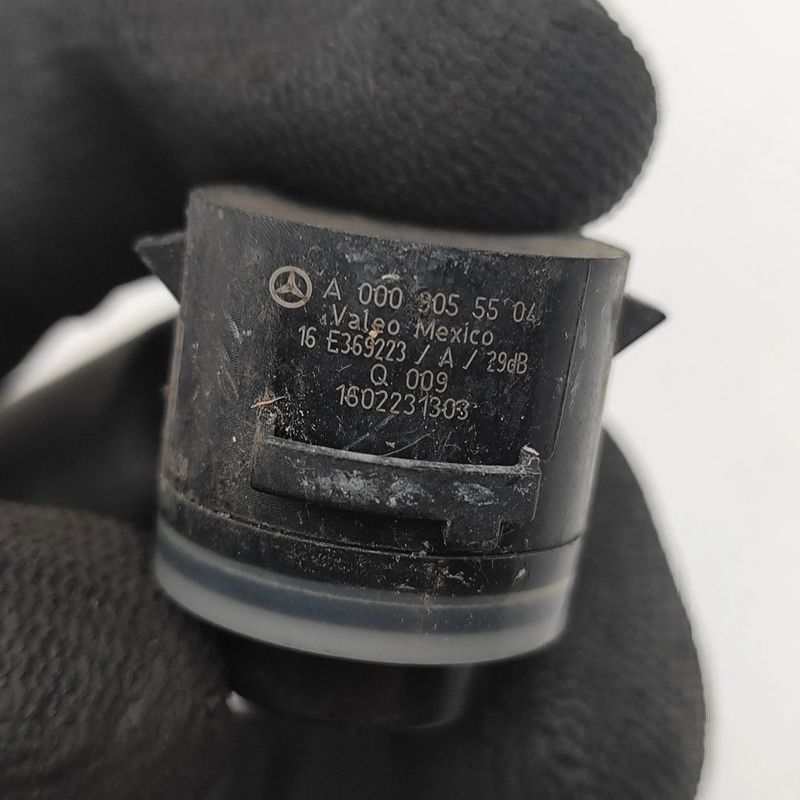 A 000 905 55 04
Valeo Mexico
16 E369223 / A / 29dB
Q 009
1602231303